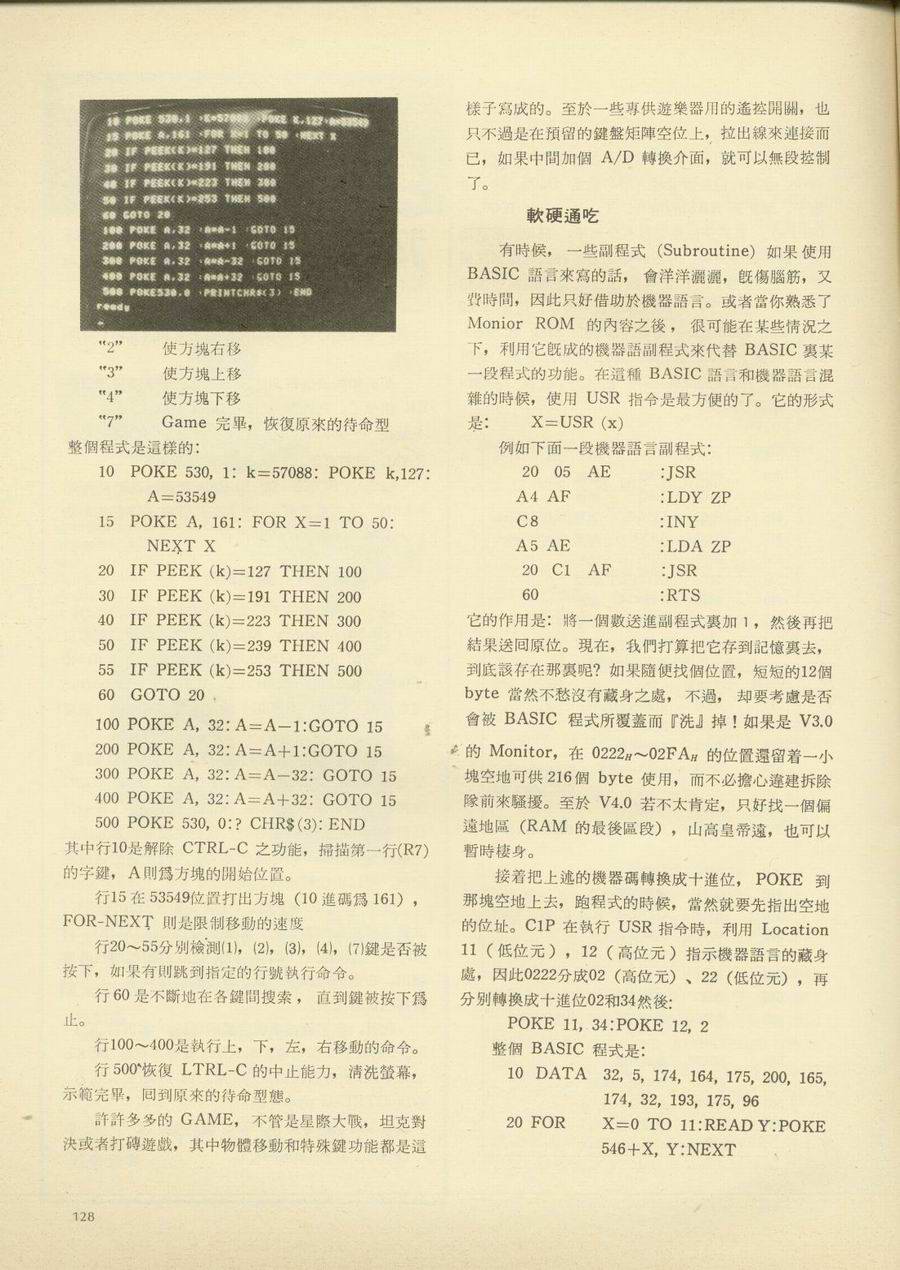 10 POKE 530,1 :K=57088 :POKE K,127:A=53549
15 POKE A,161 :FOR X=1 TO 50 :NEXT X
20 IF PEEK(K)=127 THEN 100
30 IF PEEK(K)=191 THEN 200
40 IF PEEK(K)=223 THEN 300
50 IF PEEK(K)=253 THEN 500
60 GOTO 20
100 POKE A,32 :A=A-1 :GOTO 15
200 POKE A,32 :A=A+1 :GOTO 15
300 POKE A,32 :A=A-32 :GOTO 15
400 POKE A,32 :A=A+32 :GOTO 15
500 POKE530,0 :PRINTCHR$(3) :END
ready
"2" 使方塊右移
"3" 使方塊上移
"4" 使方塊下移
"7" Game 完畢，恢復原來的待命型
整個程式是這樣的：
10 POKE 530, 1: k=57088: POKE k,127:
A=53549
15 POKE A, 161: FOR X=1 TO 50:
NEXT X
20 IF PEEK (k)=127 THEN 100
30 IF PEEK (k)=191 THEN 200
40 IF PEEK (k)=223 THEN 300
50 IF PEEK (k)=239 THEN 400
55 IF PEEK (k)=253 THEN 500
60 GOTO 20
100 POKE A, 32: A=A−1:GOTO 15
200 POKE A, 32: A=A+1:GOTO 15
300 POKE A, 32: A=A−32: GOTO 15
400 POKE A, 32: A=A+32: GOTO 15
500 POKE 530, 0:? CHR$(3): END
其中行10是解除 CTRL-C 之功能，掃描第一行(R7)
的字鍵，A則爲方塊的開始位置。
行15 在 53549位置打出方塊（10 進碼爲 161），
FOR-NEXT 則是限制移動的速度
行20～55分別檢測(1)，(2)，(3)，(4)，(7)鍵是否被
按下，如果有則跳到指定的行號執行命令。
行 60 是不斷地在各鍵間搜索，直到鍵被按下爲
止。
行100～400是執行上，下，左，右移動的命令。
行 500 恢復 LTRL-C 的中止能力，清洗螢幕，
示範完畢，回到原來的待命型態。
許許多多的 GAME，不管是星際大戰，坦克對
決或者打磚遊戲，其中物體移動和特殊鍵功能都是這
樣子寫成的。至於一些專供遊樂器用的遙控開關，也
只不過是在預留的鍵盤矩陣空位上，拉出線來連接而
已，如果中間加個 A/D 轉換介面，就可以無段控制
了。
軟硬通吃
有時候，一些副程式 (Subroutine) 如果使用
BASIC 語言來寫的話，會洋洋灑灑，旣傷腦筋，又
費時間，因此只好借助於機器語言。或者當你熟悉了
Monior ROM 的內容之後，很可能在某些情況之
下，利用它旣成的機器語副程式來代替 BASIC 裏某
一段程式的功能。在這種 BASIC 語言和機器語言混
雜的時候，使用 USR 指令是最方便的了。它的形式
是： X=USR (x)
例如下面一段機器語言副程式：
20 05 AE :JSR
A4 AF :LDY ZP
C8 :INY
A5 AE :LDA ZP
20 C1 AF :JSR
60 :RTS
它的作用是：將一個數送進副程式裏加 1，然後再把
結果送回原位。現在，我們打算把它存到記憶裏去，
到底該存在那裏呢？如果隨便找個位置，短短的12個
byte 當然不愁沒有藏身之處，不過，却要考慮是否
會被 BASIC 程式所覆蓋而『洗』掉！如果是 V3.0
的 Monitor，在 0222H～02FAH 的位置還留着一小
塊空地可供 216個 byte 使用，而不必擔心違建拆除
隊前來騷擾。至於 V4.0 若不太肯定，只好找一個偏
遠地區（RAM 的最後區段），山高皇帝遠，也可以
暫時棲身。
接着把上述的機器碼轉換成十進位，POKE 到
那塊空地上去，跑程式的時候，當然就要先指出空地
的位址。C1P 在執行 USR 指令時，利用 Location
11（低位元），12（高位元）指示機器語言的藏身
處，因此0222分成02（高位元）、22（低位元），再
分別轉換成十進位02和34然後：
POKE 11, 34:POKE 12, 2
整個 BASIC 程式是：
10 DATA 32, 5, 174, 164, 175, 200, 165,
174, 32, 193, 175, 96
20 FOR X=0 TO 11:READ Y:POKE
546+X, Y:NEXT
128